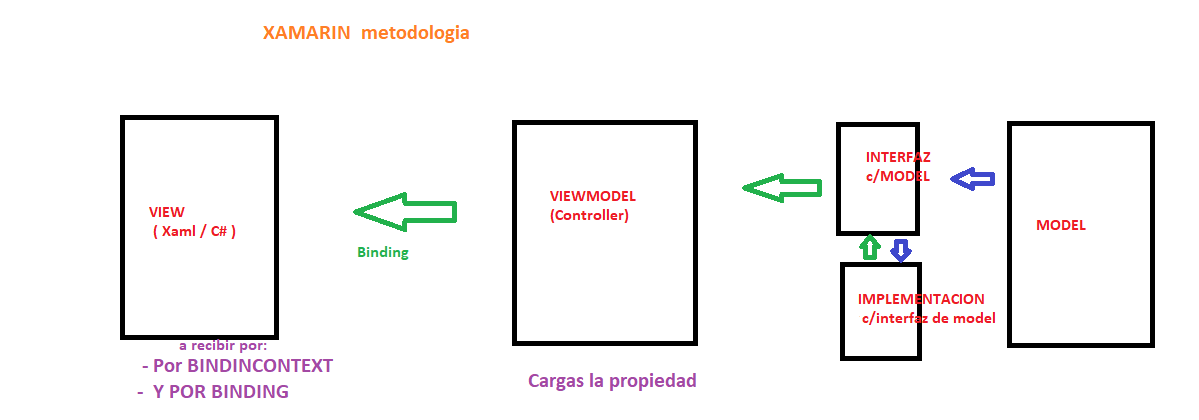 XAMARIN metodologia
VIEW
( Xaml / C# )
Binding
VIEWMODEL
(Controller)
INTERFAZ
c/MODEL
IMPLEMENTACION
c/interfaz de model
MODEL
a recibir por:
- Por BINDINCONTEXT
- Y POR BINDING
Cargas la propiedad